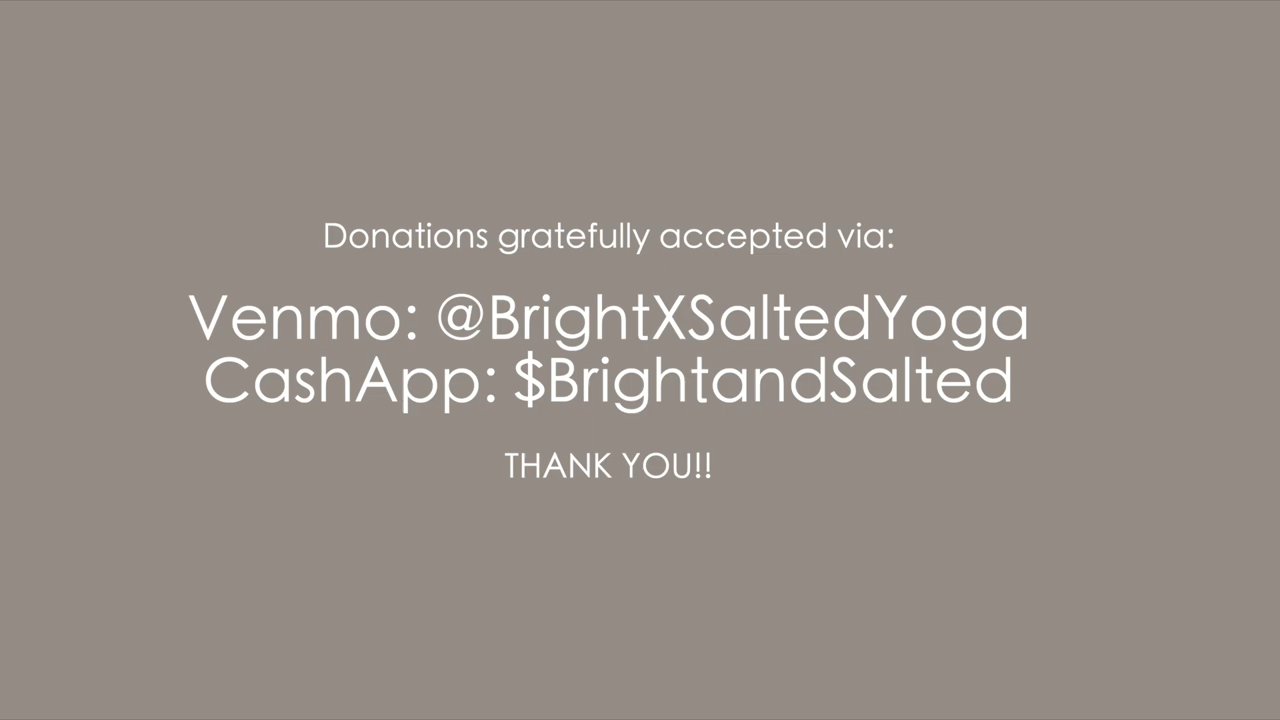 Donations gratefully accepted via:
Venmo: @BrightXSaltedYoga
CashApp: $BrightandSalted
THANK YOU!!